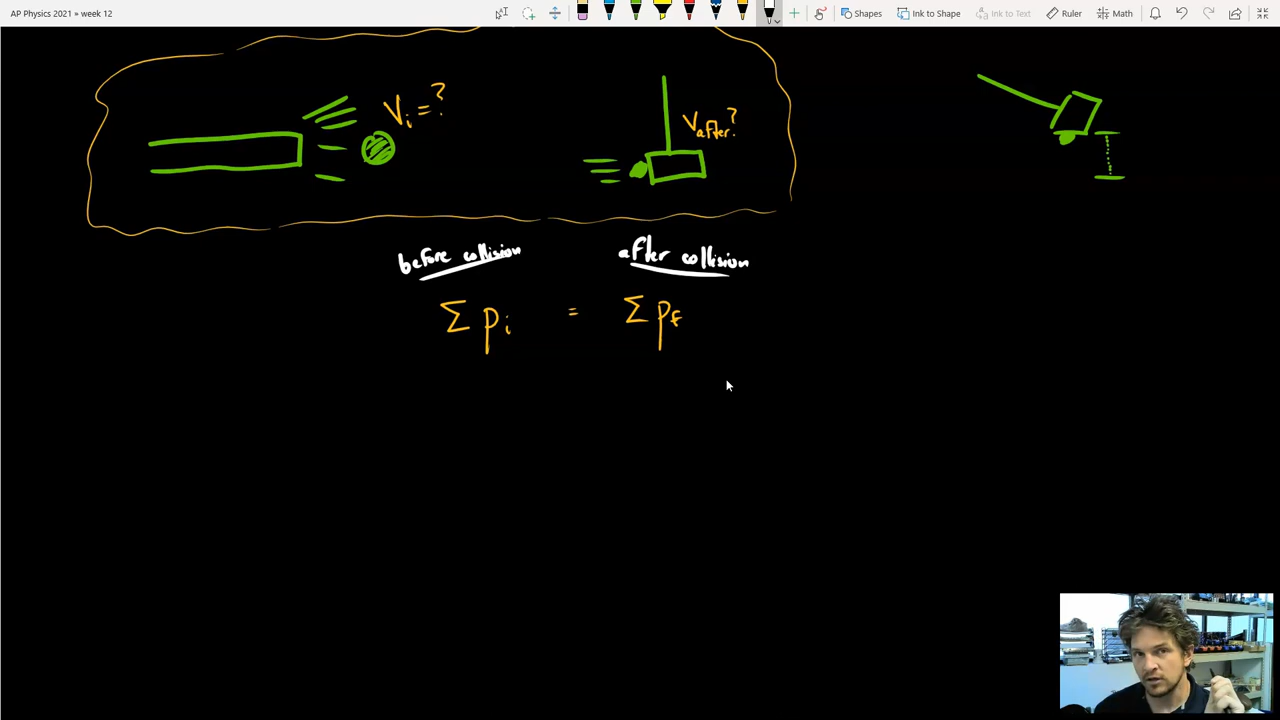 AP Physics 2021 » week 12
Shapes
Ink to Shape
Ink to Text
Ruler
Math
Vi = ?
Vafter?
before collision
after collision
Σ pi = Σ pf